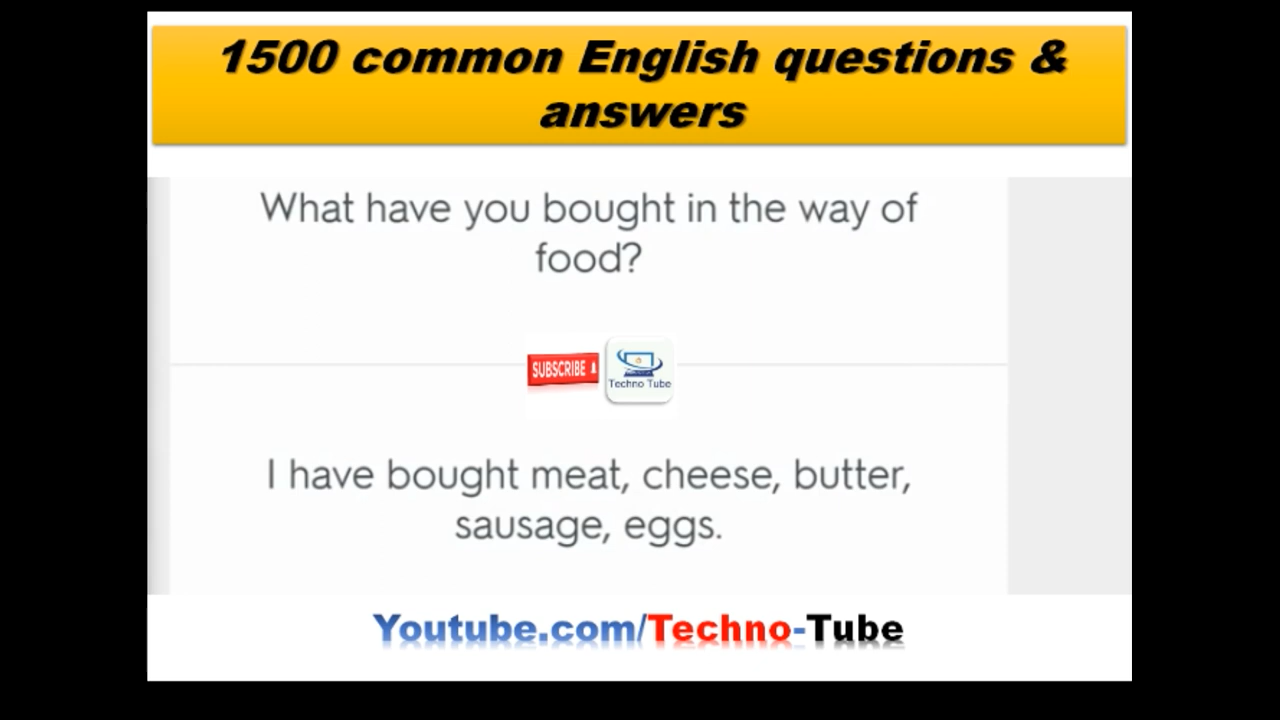 1500 common English questions &
answers
What have you bought in the way of
food?
SUBSCRIBE
Techno Tube
I have bought meat, cheese, butter,
sausage, eggs.
Youtube.com/Techno-Tube